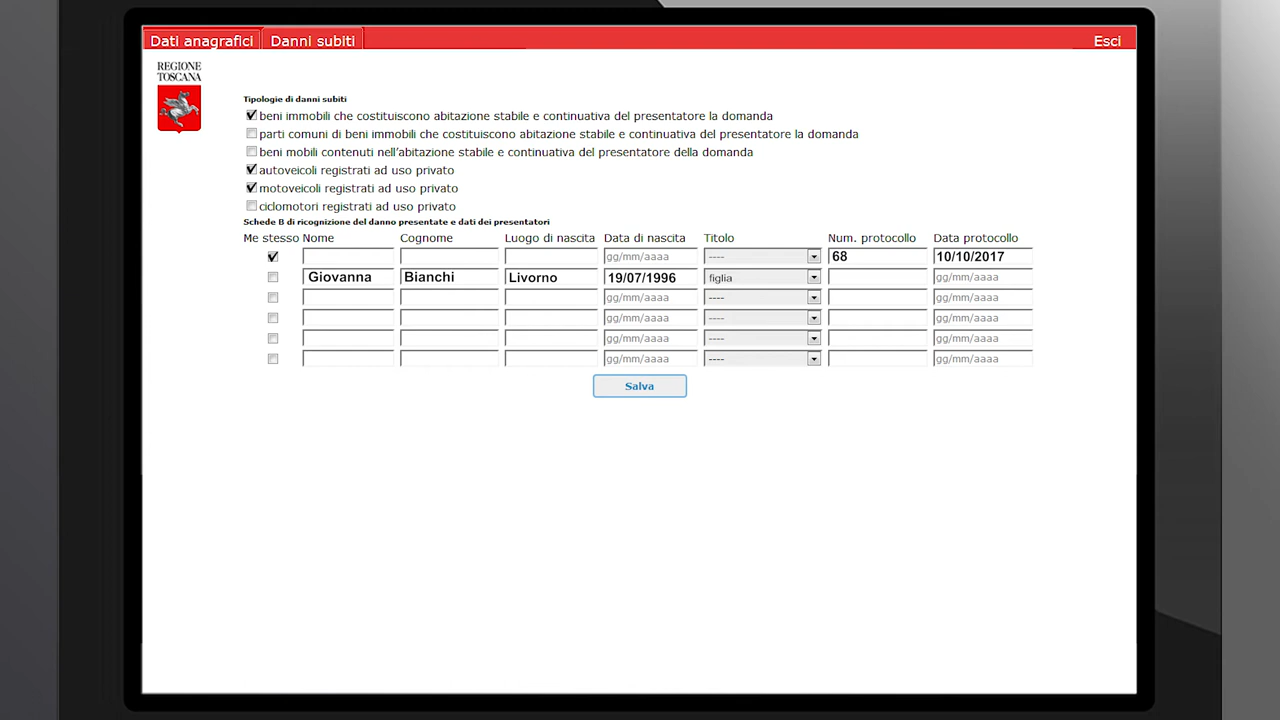 Dati anagrafici Danni subiti Esci
REGIONE
TOSCANA
Tipologie di danni subiti
beni immobili che costituiscono abitazione stabile e continuativa del presentatore la domanda
parti comuni di beni immobili che costituiscono abitazione stabile e continuativa del presentatore la domanda
beni mobili contenuti nell'abitazione stabile e continuativa del presentatore della domanda
autoveicoli registrati ad uso privato
motoveicoli registrati ad uso privato
ciclomotori registrati ad uso privato
Schede B di ricognizione del danno presentate e dati dei presentatori
Me stesso Nome Cognome Luogo di nascita Data di nascita Titolo Num. protocollo Data protocollo
gg/mm/aaaa ---- 68 10/10/2017
Giovanna Bianchi Livorno 19/07/1996 figlia gg/mm/aaaa
gg/mm/aaaa ---- gg/mm/aaaa
gg/mm/aaaa ---- gg/mm/aaaa
gg/mm/aaaa ---- gg/mm/aaaa
gg/mm/aaaa ---- gg/mm/aaaa
Salva